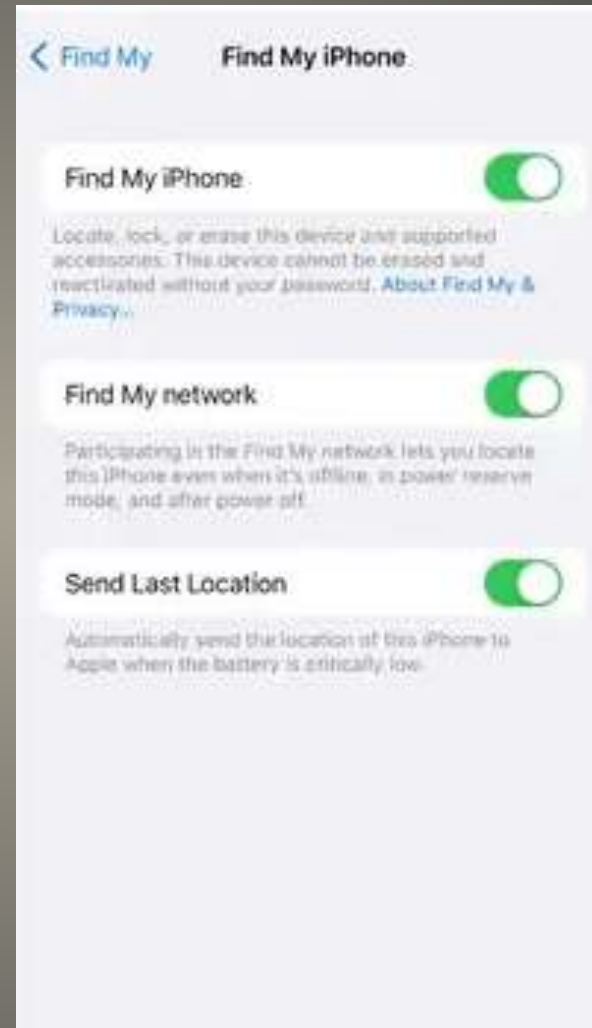 Find My
Find My iPhone
Find My iPhone
Locate, lock, or erase this device and supported
accessories. This device cannot be erased and
reactivated without your password. About Find My &
Privacy...
Find My network
Participating in the Find My network lets you locate
this iPhone even when it's offline, in power reserve
mode, and after power off.
Send Last Location
Automatically send the location of this iPhone to
Apple when the battery is critically low.